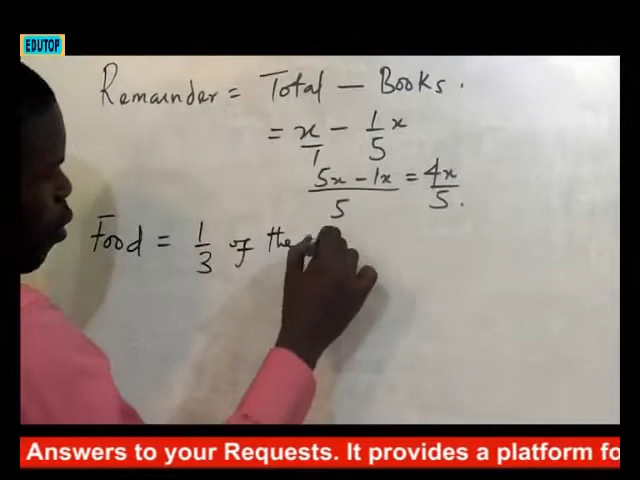 EDUTOP
Remainder = Total - Books.
= x/1 - 1/5 x
5x - 1x / 5 = 4x/5.
Food = 1/3 of the
Answers to your Requests. It provides a platform fo